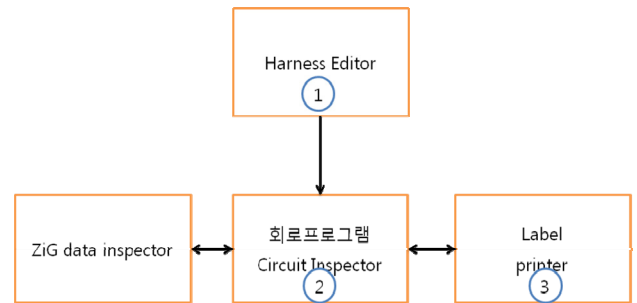 Harness Editor
1
ZiG data inspector
회로프로그램
Circuit Inspector
2
Label
printer
3